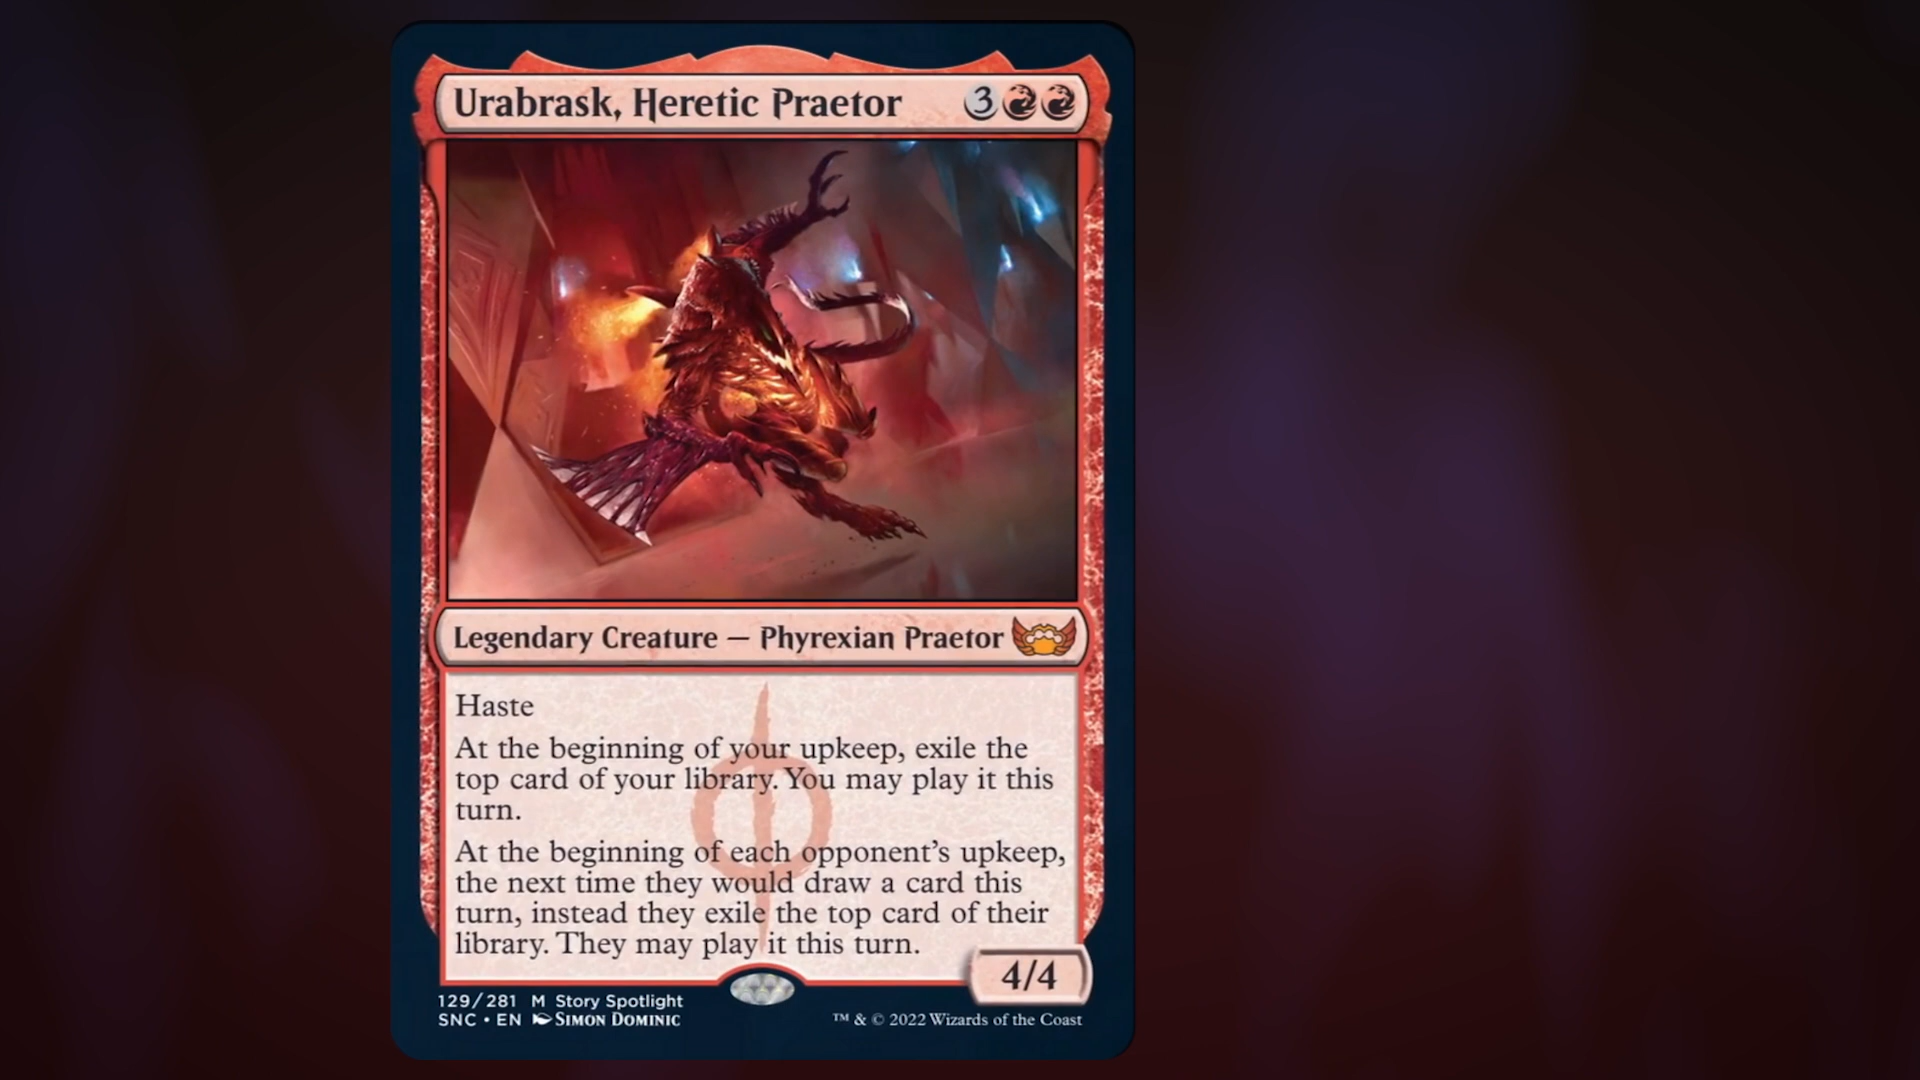 Urabrask, Heretic Praetor 3
Legendary Creature — Phyrexian Praetor
Haste
At the beginning of your upkeep, exile the
top card of your library. You may play it this
turn.
At the beginning of each opponent's upkeep,
the next time they would draw a card this
turn, instead they exile the top card of their
library. They may play it this turn.
4/4
129/281 M Story Spotlight
SNC • EN Simon Dominic
™ & © 2022 Wizards of the Coast